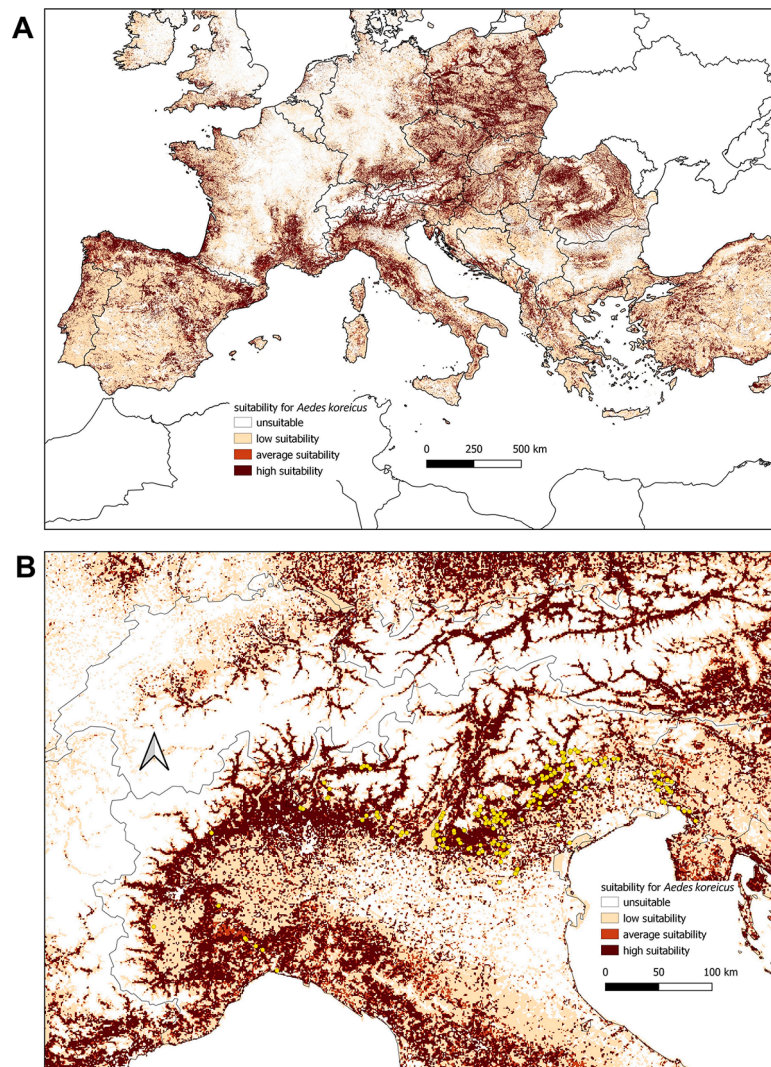 A
suitability for Aedes koreicus
unsuitable
low suitability
average suitability
high suitability
0 250 500 km
B
suitability for Aedes koreicus
unsuitable
low suitability
average suitability
high suitability
0 50 100 km